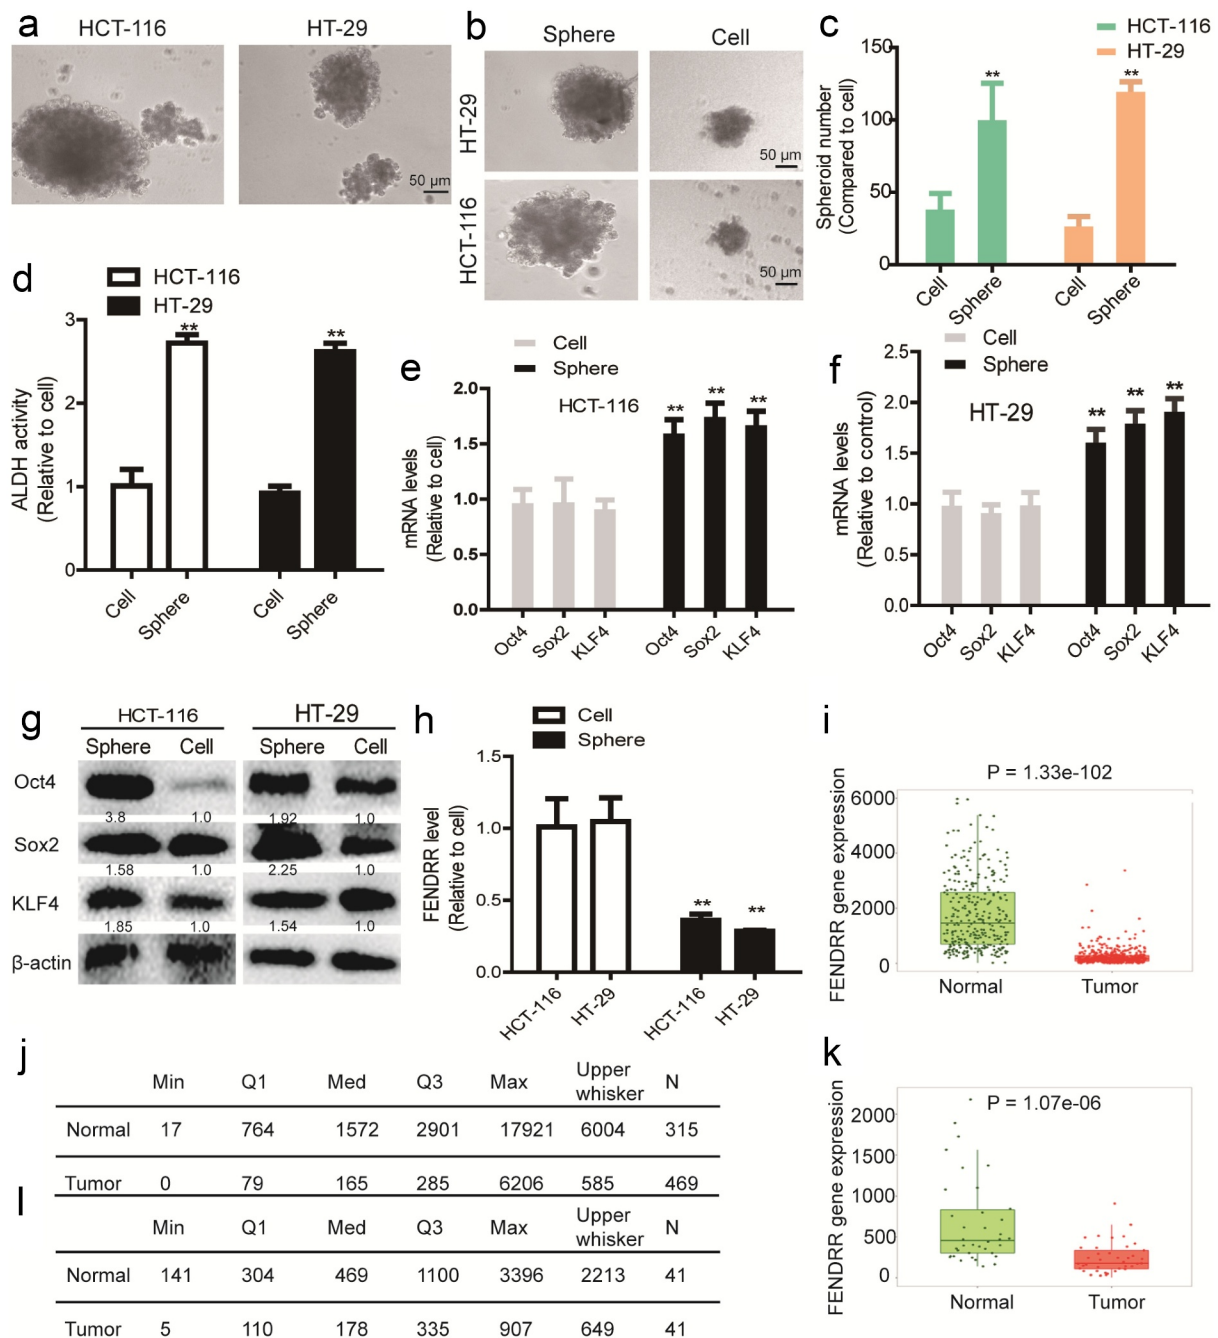 a
HCT-116
HT-29
50 µm
b
Sphere
Cell
HT-29
HCT-116
50 µm
50 µm
c
HCT-116
HT-29
Spheroid number
(Compared to cell)
150
100
50
0
**
**
Cell
Sphere
Cell
Sphere
d
HCT-116
HT-29
ALDH activity
(Relative to cell)
3
2
1
0
**
**
Cell
Sphere
Cell
Sphere
e
Cell
Sphere
HCT-116
mRNA levels
(Relative to cell)
2.0
1.5
1.0
0.5
0.0
**
**
**
Oct4
Sox2
KLF4
Oct4
Sox2
KLF4
f
Cell
Sphere
HT-29
mRNA levels
(Relative to control)
2.5
2.0
1.5
1.0
0.5
0.0
**
**
**
Oct4
Sox2
KLF4
Oct4
Sox2
KLF4
g
HCT-116
HT-29
Sphere Cell
Sphere Cell
Oct4
3.8 1.0 1.92 1.0
Sox2
1.58 1.0 2.25 1.0
KLF4
1.85 1.0 1.54 1.0
β-actin
h
Cell
Sphere
FENDRR level
(Relative to cell)
1.5
1.0
0.5
0.0
**
**
HCT-116
HT-29
HCT-116
HT-29
i
P = 1.33e-102
FENDRR gene expression
6000
4000
2000
0
Normal
Tumor
j
Min Q1 Med Q3 Max Upper whisker N
Normal 17 764 1572 2901 17921 6004 315
Tumor 0 79 165 285 6206 585 469
k
P = 1.07e-06
FENDRR gene expression
2000
1500
1000
500
0
Normal
Tumor
l
Min Q1 Med Q3 Max Upper whisker N
Normal 141 304 469 1100 3396 2213 41
Tumor 5 110 178 335 907 649 41